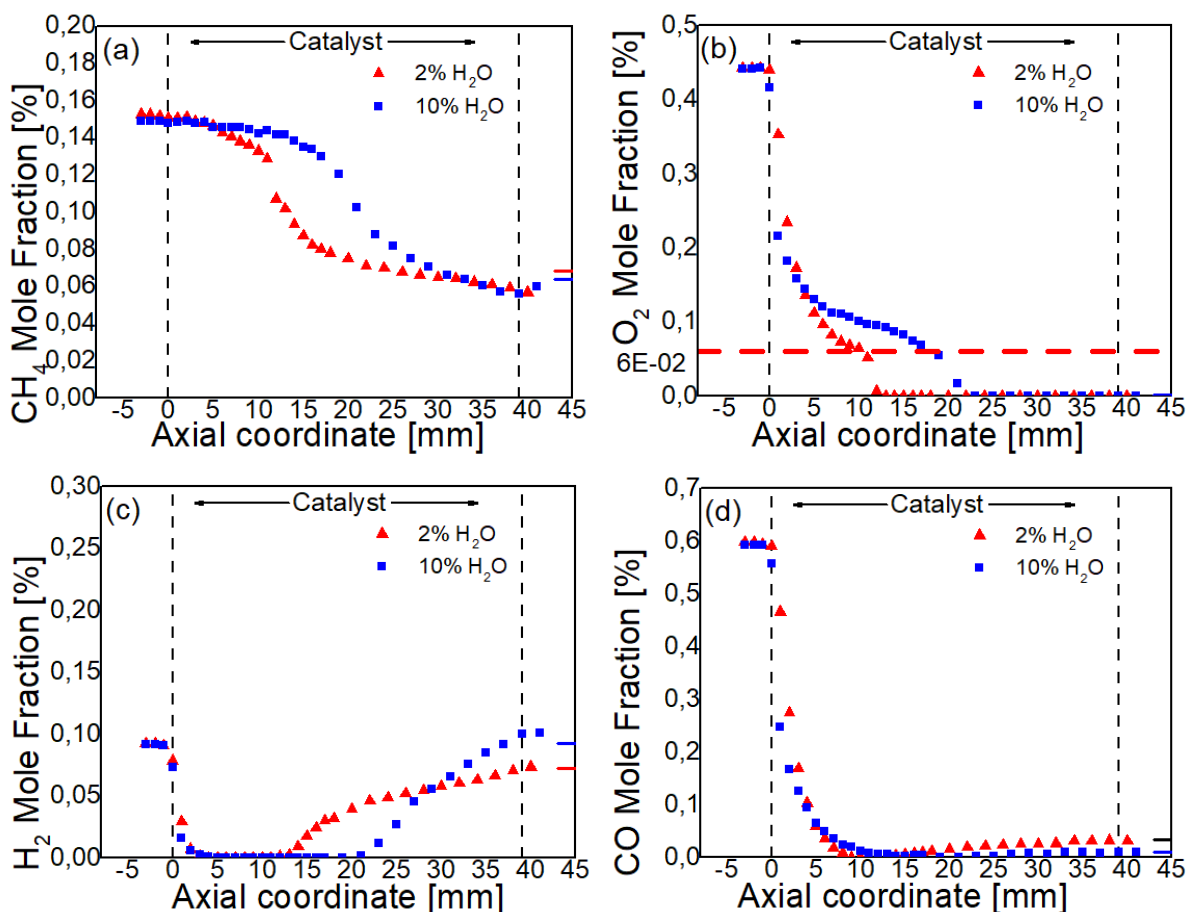 (a)
Catalyst
2% H₂O
10% H₂O
CH₄ Mole Fraction [%]
0,20
0,18
0,16
0,14
0,12
0,10
0,08
0,06
0,04
0,02
0,00
-5 0 5 10 15 20 25 30 35 40 45
Axial coordinate [mm]
(b)
Catalyst
2% H₂O
10% H₂O
O₂ Mole Fraction [%]
0,5
0,4
0,3
0,2
0,1
6E-02
0,0
-5 0 5 10 15 20 25 30 35 40 45
Axial coordinate [mm]
(c)
Catalyst
2% H₂O
10% H₂O
H₂ Mole Fraction [%]
0,30
0,25
0,20
0,15
0,10
0,05
0,00
-5 0 5 10 15 20 25 30 35 40 45
Axial coordinate [mm]
(d)
Catalyst
2% H₂O
10% H₂O
CO Mole Fraction [%]
0,7
0,6
0,5
0,4
0,3
0,2
0,1
0,0
-5 0 5 10 15 20 25 30 35 40 45
Axial coordinate [mm]